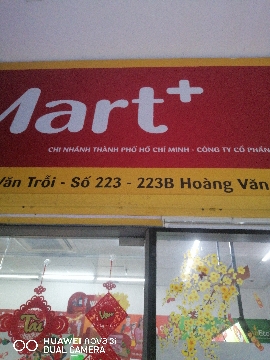 Mart+
CHI NHÁNH THÀNH PHỐ HỒ CHÍ MINH - CÔNG TY CỔ PHẦN
Văn Trỗi - Số 223 - 223B Hoàng Văn
Tài
HUAWEI nova 3i
DUAL CAMERA